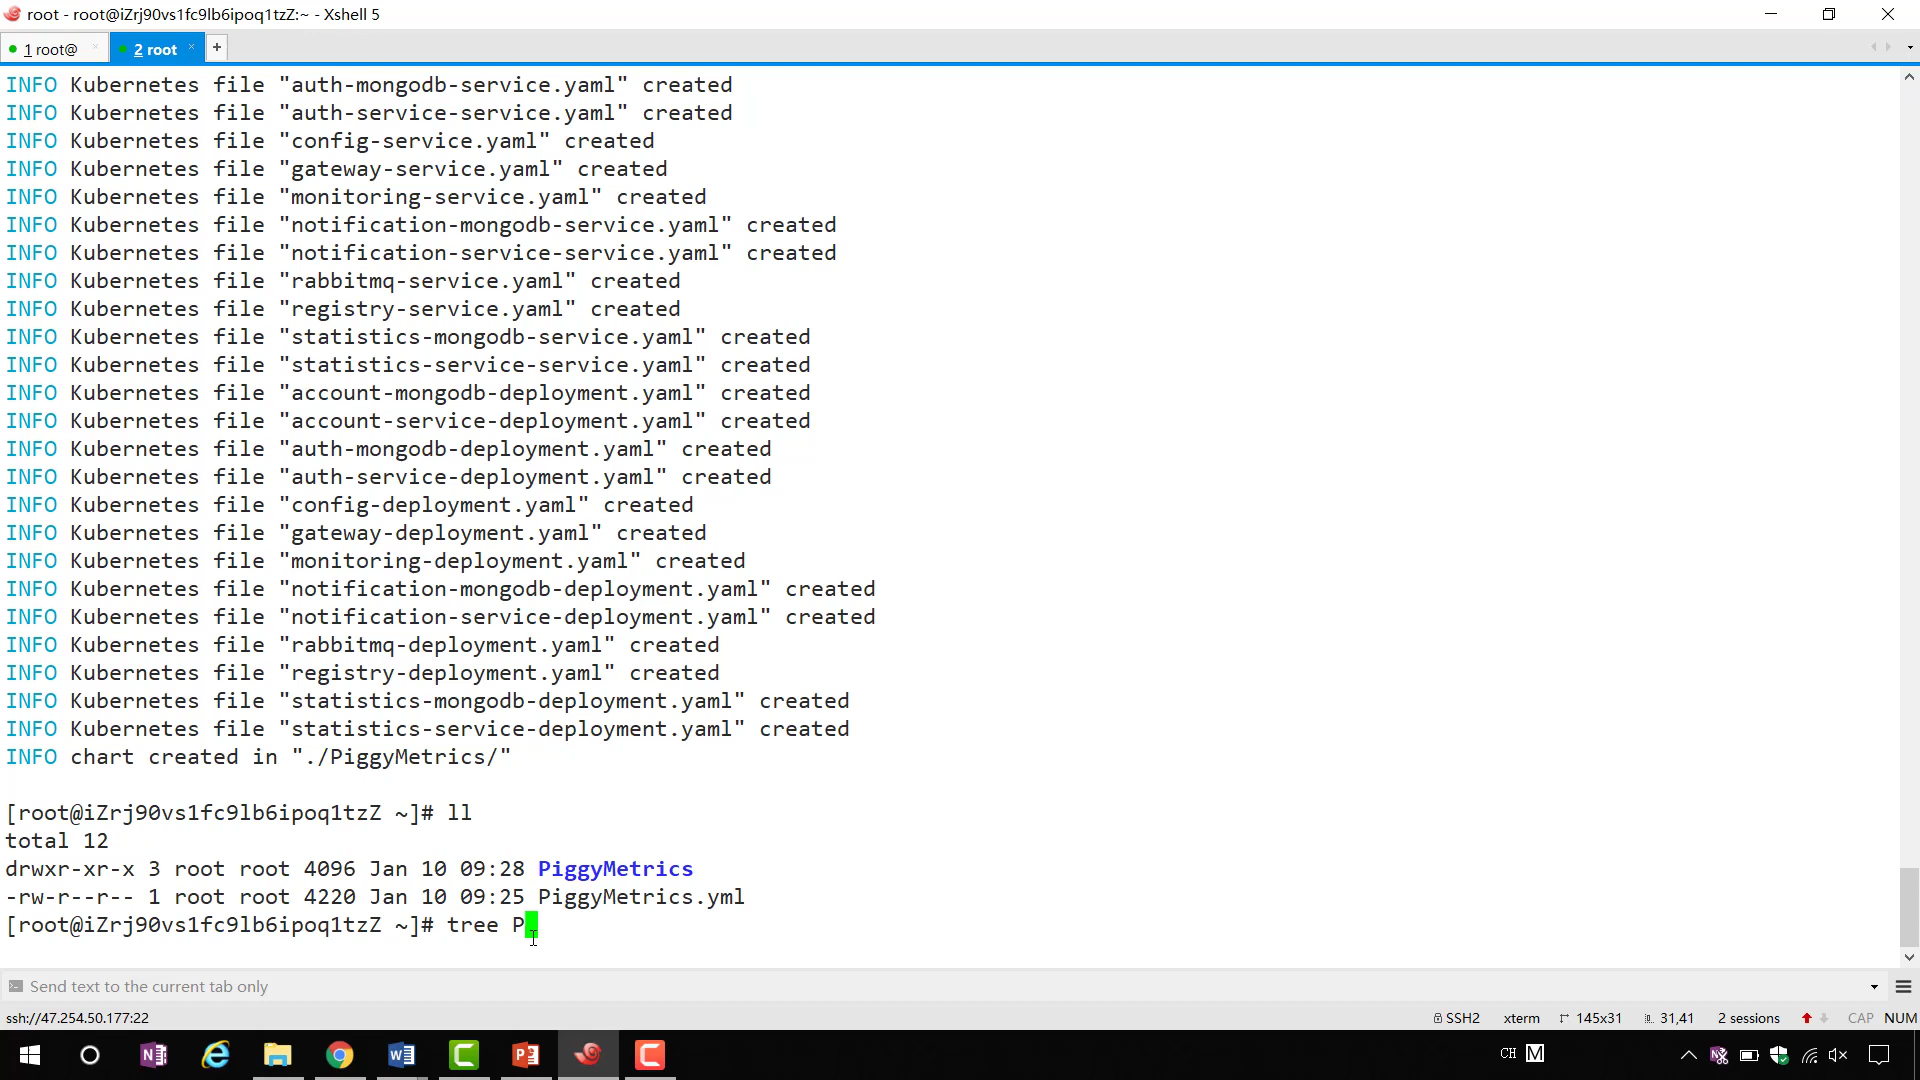 root - root@iZrj90vs1fc9lb6ipoq1tzZ:~ - Xshell 5
1 root@ × 2 root × +
INFO Kubernetes file "auth-mongodb-service.yaml" created
INFO Kubernetes file "auth-service-service.yaml" created
INFO Kubernetes file "config-service.yaml" created
INFO Kubernetes file "gateway-service.yaml" created
INFO Kubernetes file "monitoring-service.yaml" created
INFO Kubernetes file "notification-mongodb-service.yaml" created
INFO Kubernetes file "notification-service-service.yaml" created
INFO Kubernetes file "rabbitmq-service.yaml" created
INFO Kubernetes file "registry-service.yaml" created
INFO Kubernetes file "statistics-mongodb-service.yaml" created
INFO Kubernetes file "statistics-service-service.yaml" created
INFO Kubernetes file "account-mongodb-deployment.yaml" created
INFO Kubernetes file "account-service-deployment.yaml" created
INFO Kubernetes file "auth-mongodb-deployment.yaml" created
INFO Kubernetes file "auth-service-deployment.yaml" created
INFO Kubernetes file "config-deployment.yaml" created
INFO Kubernetes file "gateway-deployment.yaml" created
INFO Kubernetes file "monitoring-deployment.yaml" created
INFO Kubernetes file "notification-mongodb-deployment.yaml" created
INFO Kubernetes file "notification-service-deployment.yaml" created
INFO Kubernetes file "rabbitmq-deployment.yaml" created
INFO Kubernetes file "registry-deployment.yaml" created
INFO Kubernetes file "statistics-mongodb-deployment.yaml" created
INFO Kubernetes file "statistics-service-deployment.yaml" created
INFO chart created in "./PiggyMetrics/"
[root@iZrj90vs1fc9lb6ipoq1tzZ ~]# ll
total 12
drwxr-xr-x 3 root root 4096 Jan 10 09:28 PiggyMetrics
-rw-r--r-- 1 root root 4220 Jan 10 09:25 PiggyMetrics.yml
[root@iZrj90vs1fc9lb6ipoq1tzZ ~]# tree P
Send text to the current tab only
ssh://47.254.50.177:22 SSH2 xterm 145x31 31,41 2 sessions CAP NUM
CH M